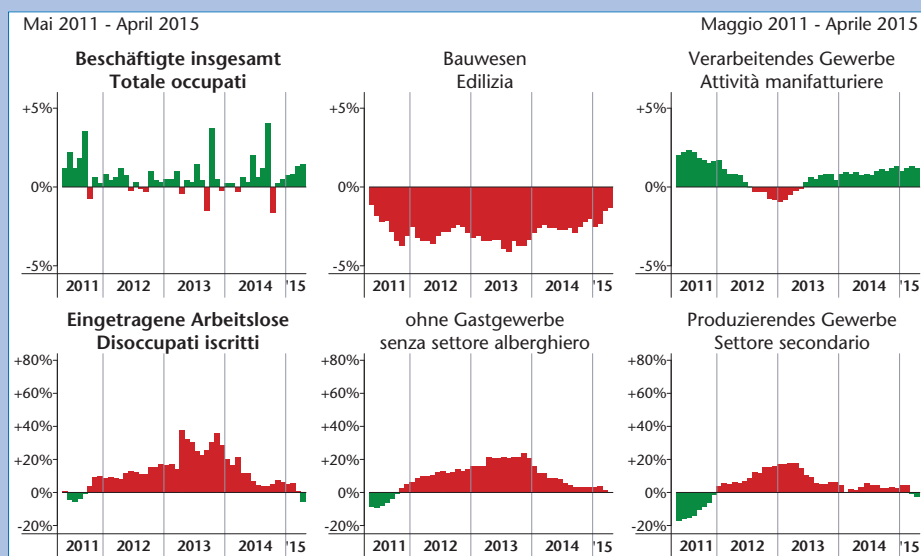 Mai 2011 - April 2015
Maggio 2011 - Aprile 2015
Beschäftigte insgesamt
Totale occupati
+5%
0%
-5%
2011 2012 2013 2014 '15
Bauwesen
Edilizia
+5%
0%
-5%
2011 2012 2013 2014 '15
Verarbeitendes Gewerbe
Attività manifatturiere
+5%
0%
-5%
2011 2012 2013 2014 '15
Eingetragene Arbeitslose
Disoccupati iscritti
+80%
+60%
+40%
+20%
0%
-20%
2011 2012 2013 2014 '15
ohne Gastgewerbe
senza settore alberghiero
+80%
+60%
+40%
+20%
0%
-20%
2011 2012 2013 2014 '15
Produzierendes Gewerbe
Settore secondario
+80%
+60%
+40%
+20%
0%
-20%
2011 2012 2013 2014 '15